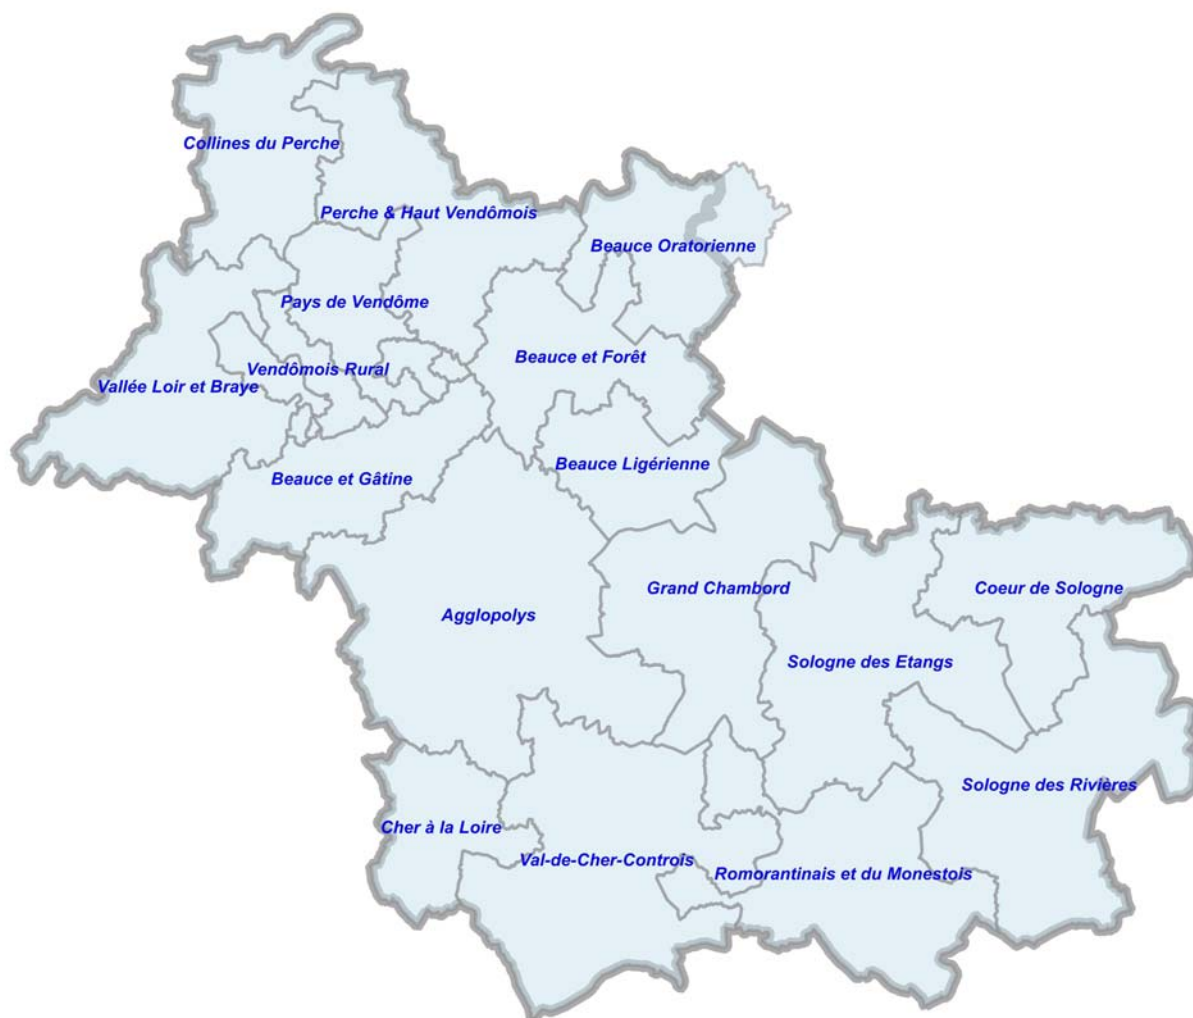 Collines du Perche
Perche & Haut Vendômois
Beauce Oratorienne
Pays de Vendôme
Beauce et Forêt
Vendômois Rural
Vallée Loir et Braye
Beauce Ligérienne
Beauce et Gâtine
Grand Chambord
Coeur de Sologne
Agglopolys
Sologne des Etangs
Sologne des Rivières
Cher à la Loire
Val-de-Cher-Controis
Romorantinais et du Monestois